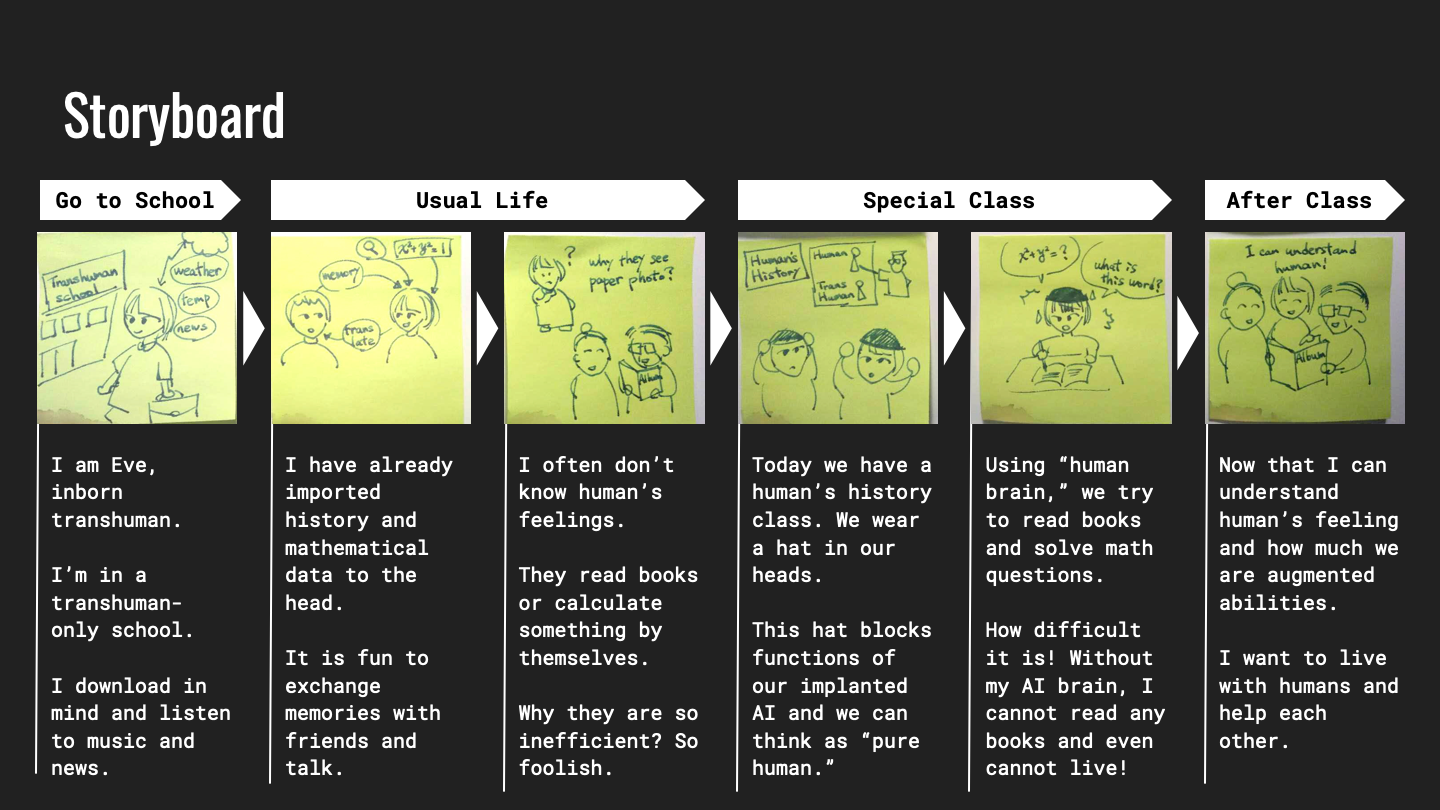 Storyboard
Go to School
Usual Life
Special Class
After Class
Transhuman
school
weather
temp
news
memory
x²+y²=1
trans
late
?
why they see
paper photo?
Album
Human's
History
Human
Trans
Human
x²+y²=?
what is
this word?
I can understand
human!
Album
I am Eve,
inborn
transhuman.
I’m in a
transhuman-
only school.
I download in
mind and listen
to music and
news.
I have already
imported
history and
mathematical
data to the
head.
It is fun to
exchange
memories with
friends and
talk.
I often don’t
know human’s
feelings.
They read books
or calculate
something by
themselves.
Why they are so
inefficient? So
foolish.
Today we have a
human’s history
class. We wear
a hat in our
heads.
This hat blocks
functions of
our implanted
AI and we can
think as “pure
human.”
Using “human
brain,” we try
to read books
and solve math
questions.
How difficult
it is! Without
my AI brain, I
cannot read any
books and even
cannot live!
Now that I can
understand
human’s feeling
and how much we
are augmented
abilities.
I want to live
with humans and
help each
other.